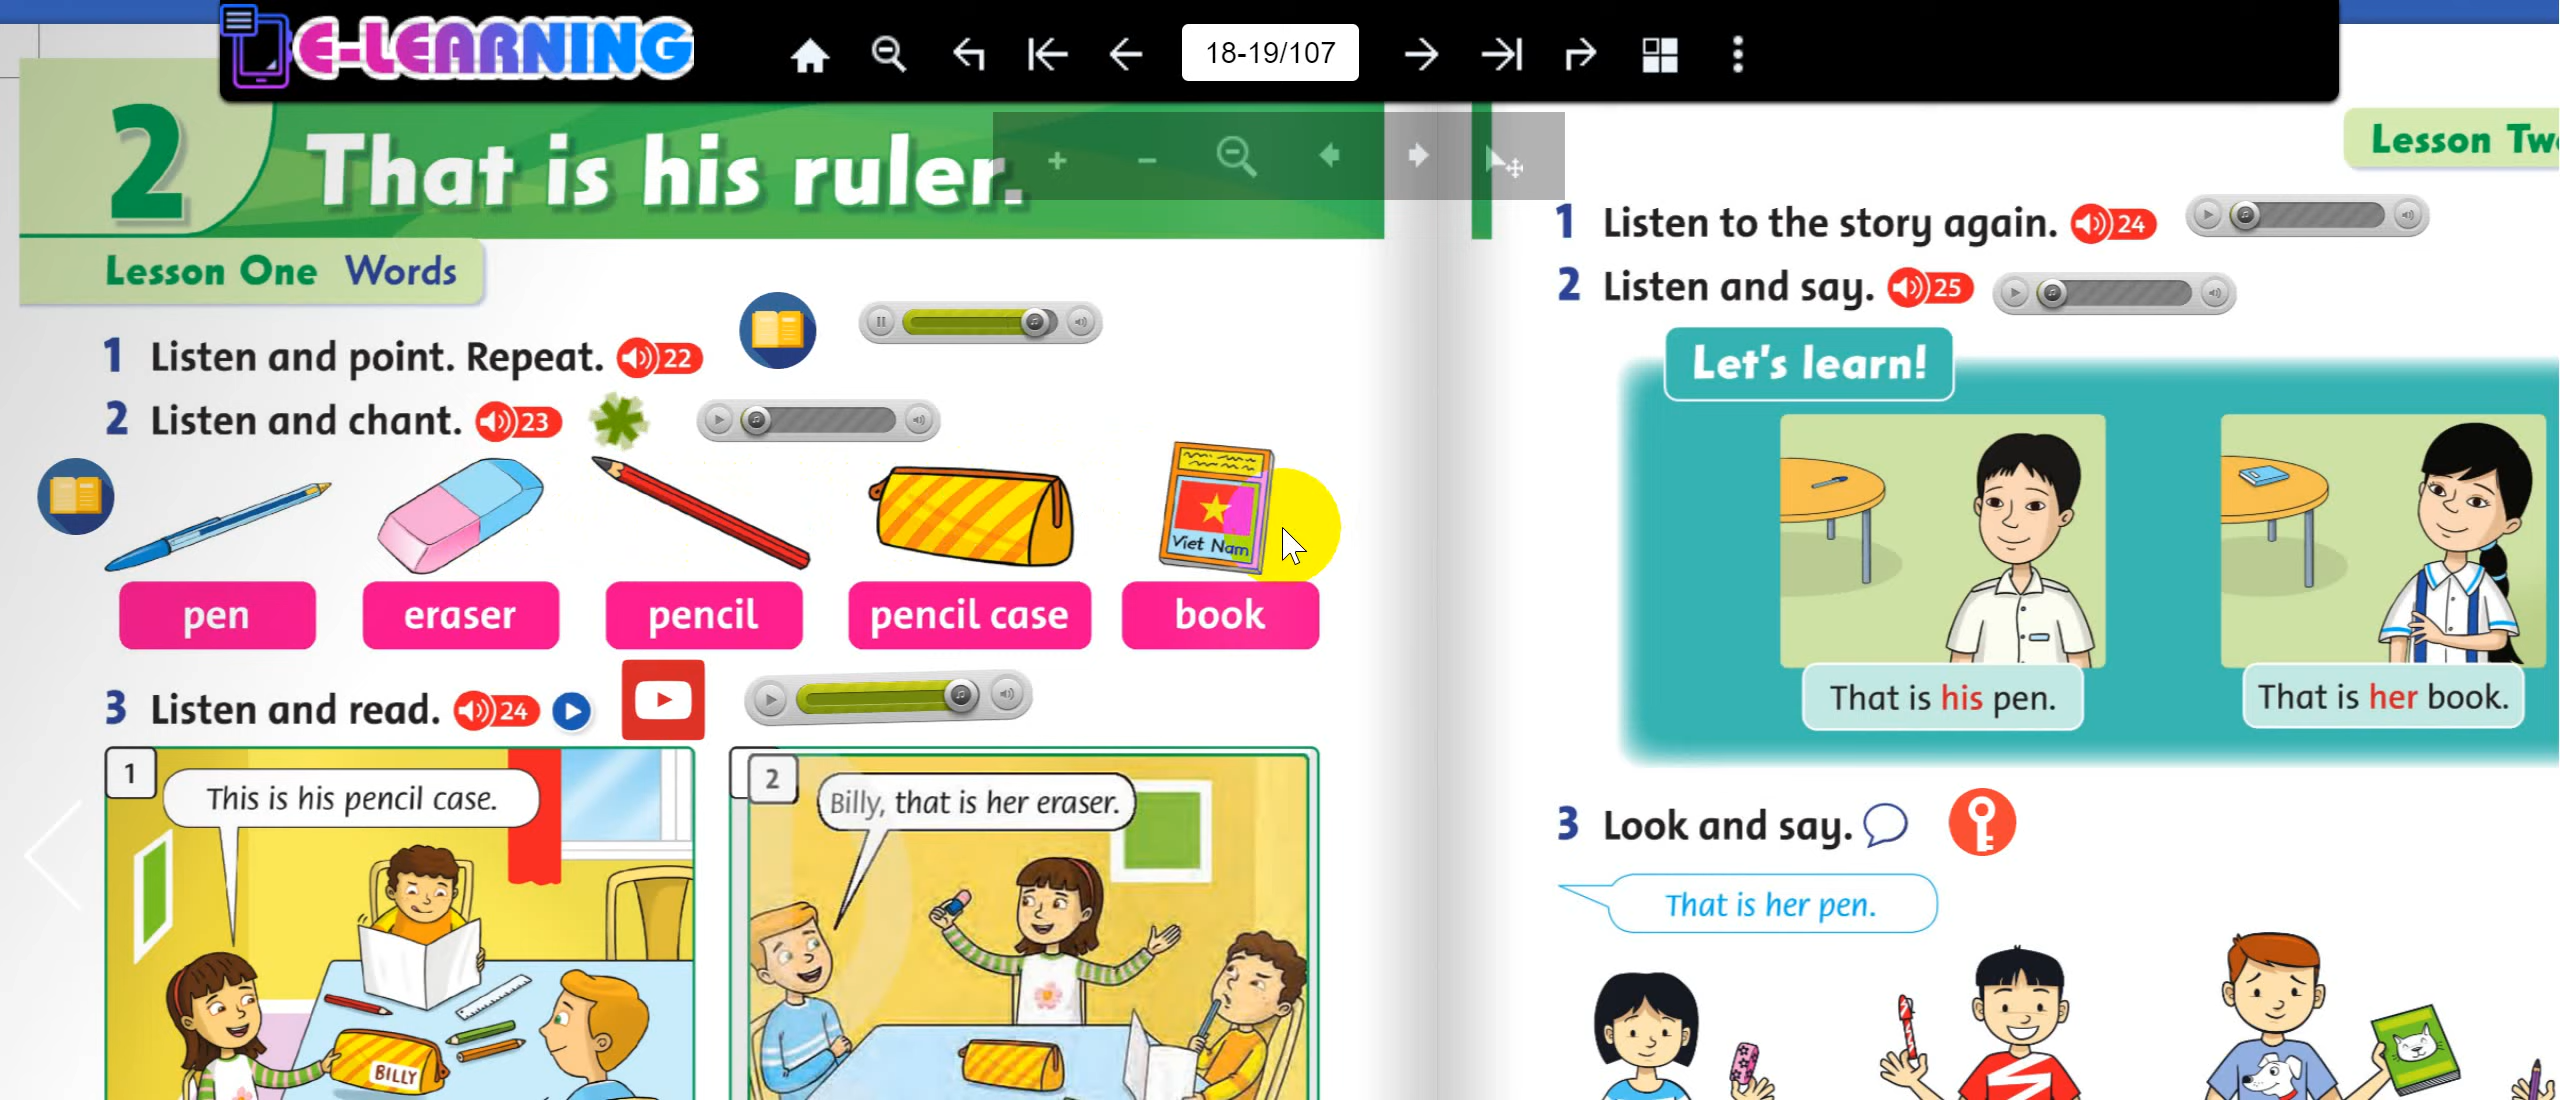 E-LEARNING
18-19/107
2 That is his ruler.
Lesson One Words
1 Listen and point. Repeat. 22
2 Listen and chant. 23
Viet Nam
pen eraser pencil pencil case book
3 Listen and read. 24
1 This is his pencil case.
BILLY
2 Billy, that is her eraser.
Lesson
1 Listen to the story again. 24
2 Listen and say. 25
Let's learn!
That is his pen. That is her book.
3 Look and say.
That is her pen.